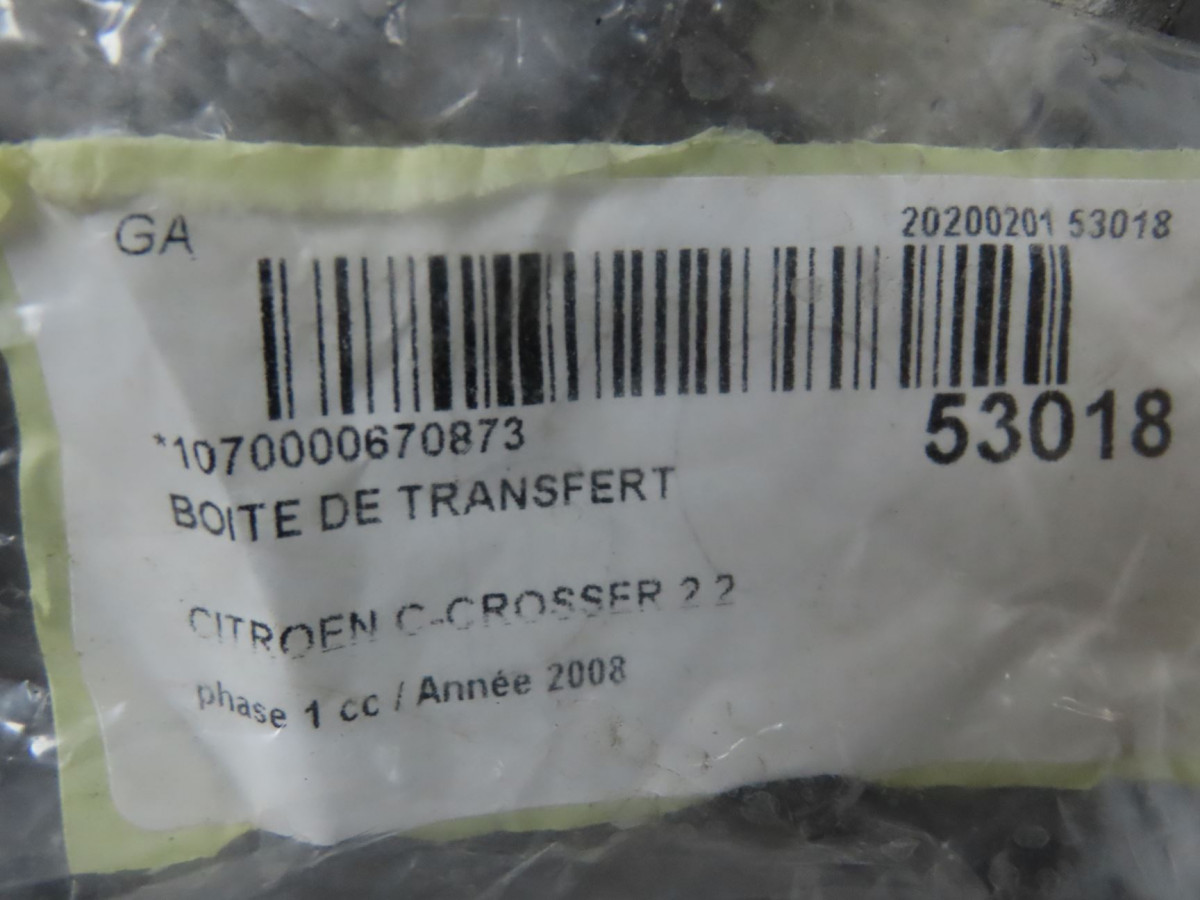 GA
20200201 53018
53018
*1070000670873
BOITE DE TRANSFERT
CITROEN C-CROSSER 2 2
phase 1 cc / Année 2008